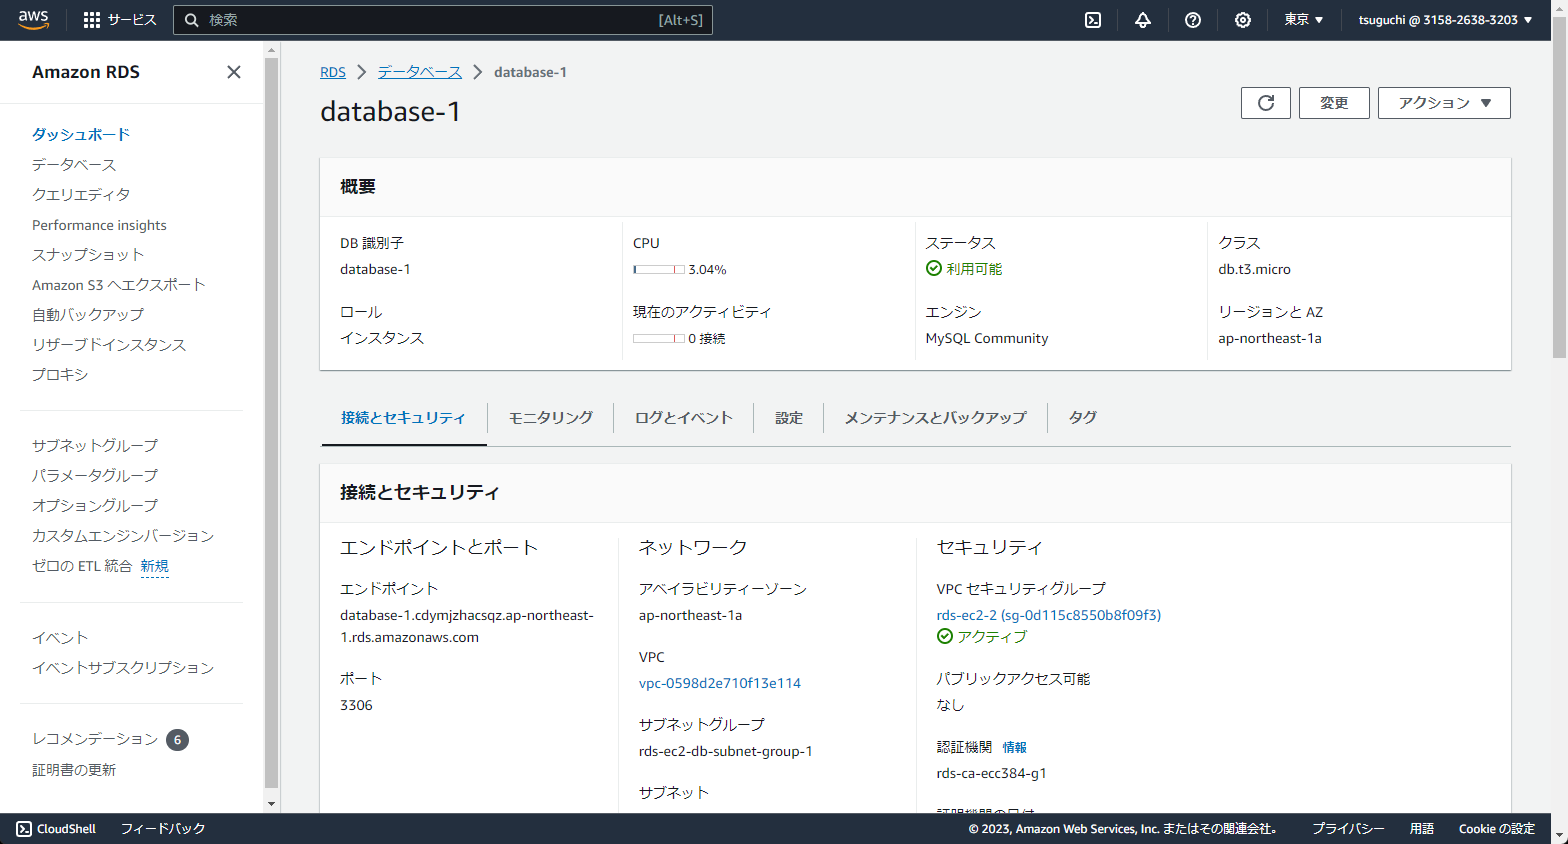 aws
サービス
検索
[Alt+S]
東京 ▼
tsuguchi @ 3158-2638-3203 ▼
Amazon RDS
ダッシュボード
データベース
クエリエディタ
Performance insights
スナップショット
Amazon S3 へエクスポート
自動バックアップ
リザーブドインスタンス
プロキシ
サブネットグループ
パラメータグループ
オプショングループ
カスタムエンジンバージョン
ゼロの ETL 統合 新規
イベント
イベントサブスクリプション
レコメンデーション 6
証明書の更新
RDS > データベース > database-1
database-1
変更
アクション ▼
概要
DB 識別子
database-1
CPU
3.04%
ステータス
利用可能
クラス
db.t3.micro
ロール
インスタンス
現在のアクティビティ
0 接続
エンジン
MySQL Community
リージョンと AZ
ap-northeast-1a
接続とセキュリティ
モニタリング
ログとイベント
設定
メンテナンスとバックアップ
タグ
接続とセキュリティ
エンドポイントとポート
エンドポイント
database-1.cdymjzhacsqz.ap-northeast-
1.rds.amazonaws.com
ポート
3306
ネットワーク
アベイラビリティーゾーン
ap-northeast-1a
VPC
vpc-0598d2e710f13e114
サブネットグループ
rds-ec2-db-subnet-group-1
サブネット
セキュリティ
VPC セキュリティグループ
rds-ec2-2 (sg-0d115c8550b8f09f3)
アクティブ
パブリックアクセス可能
なし
認証機関 情報
rds-ca-ecc384-g1
CloudShell
フィードバック
© 2023, Amazon Web Services, Inc. またはその関連会社。
プライバシー
用語
Cookie の設定